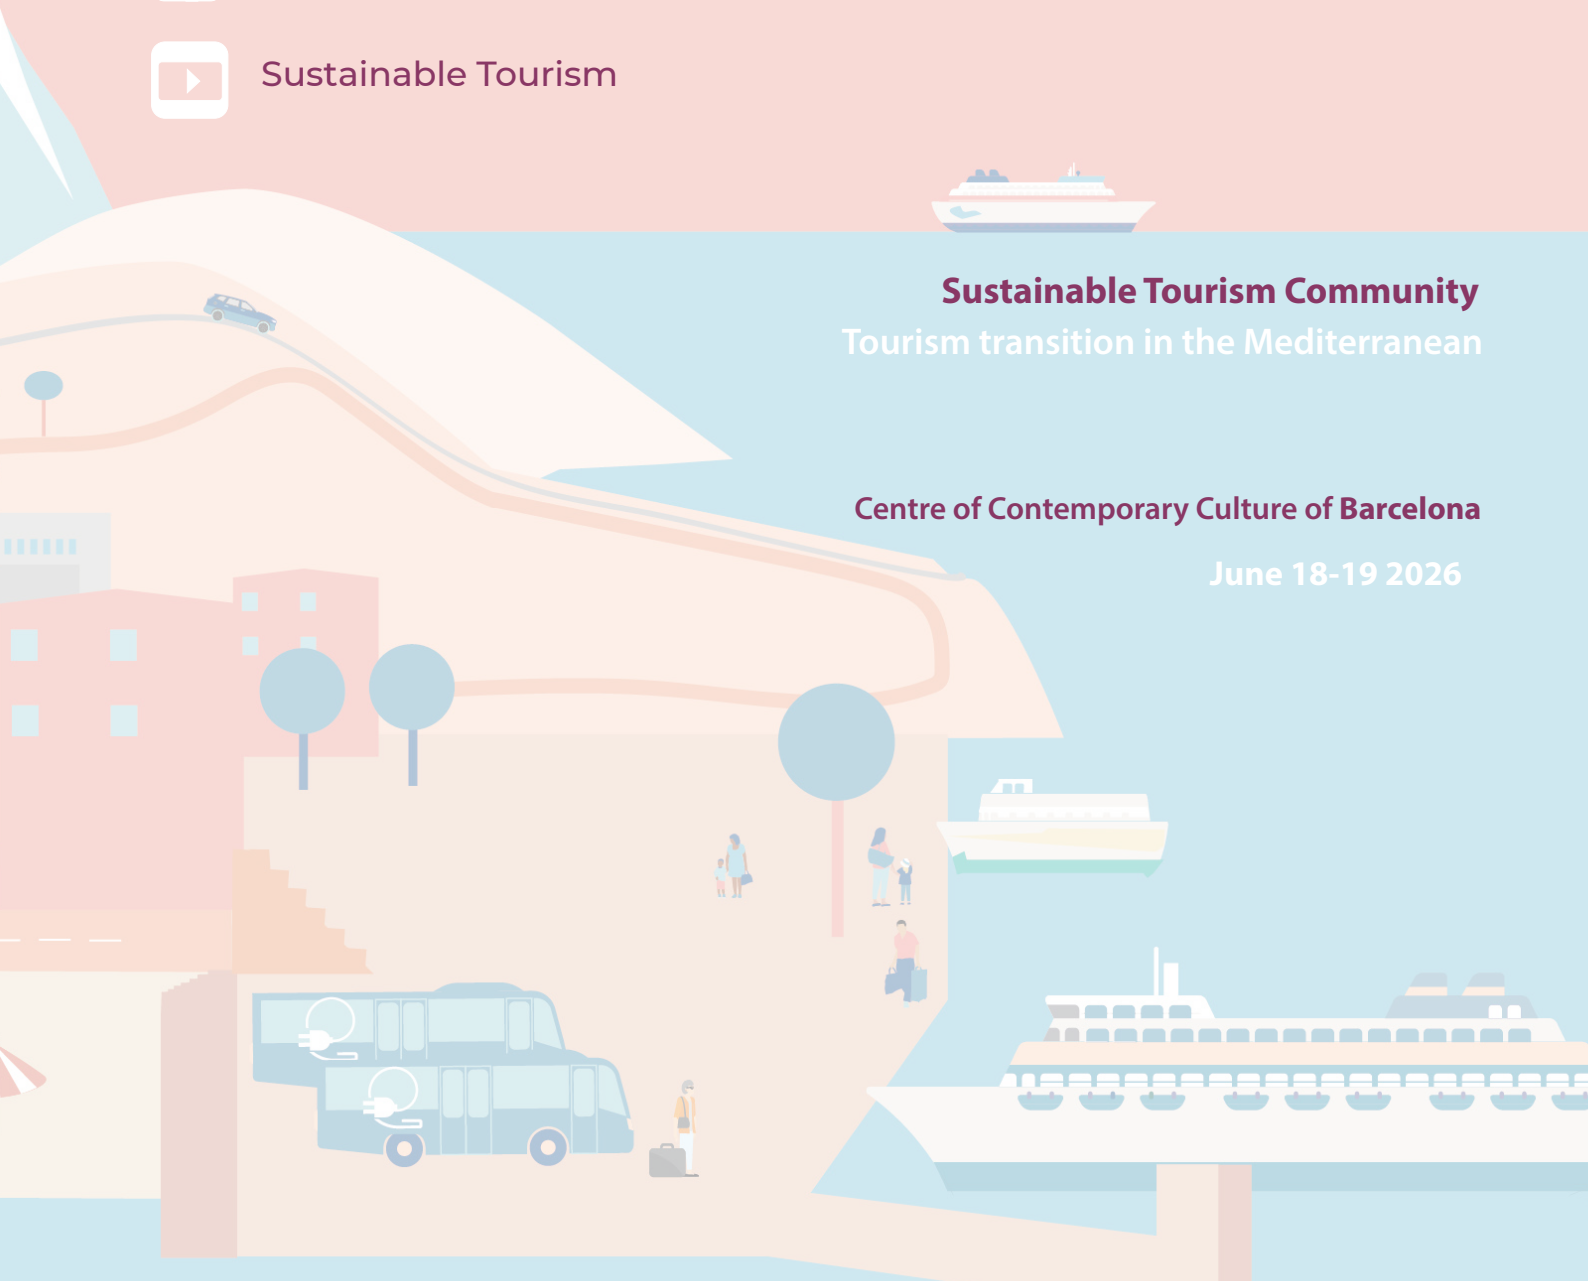 Sustainable Tourism
Sustainable Tourism Community
Tourism transition in the Mediterranean
Centre of Contemporary Culture of Barcelona
June 18-19 2026